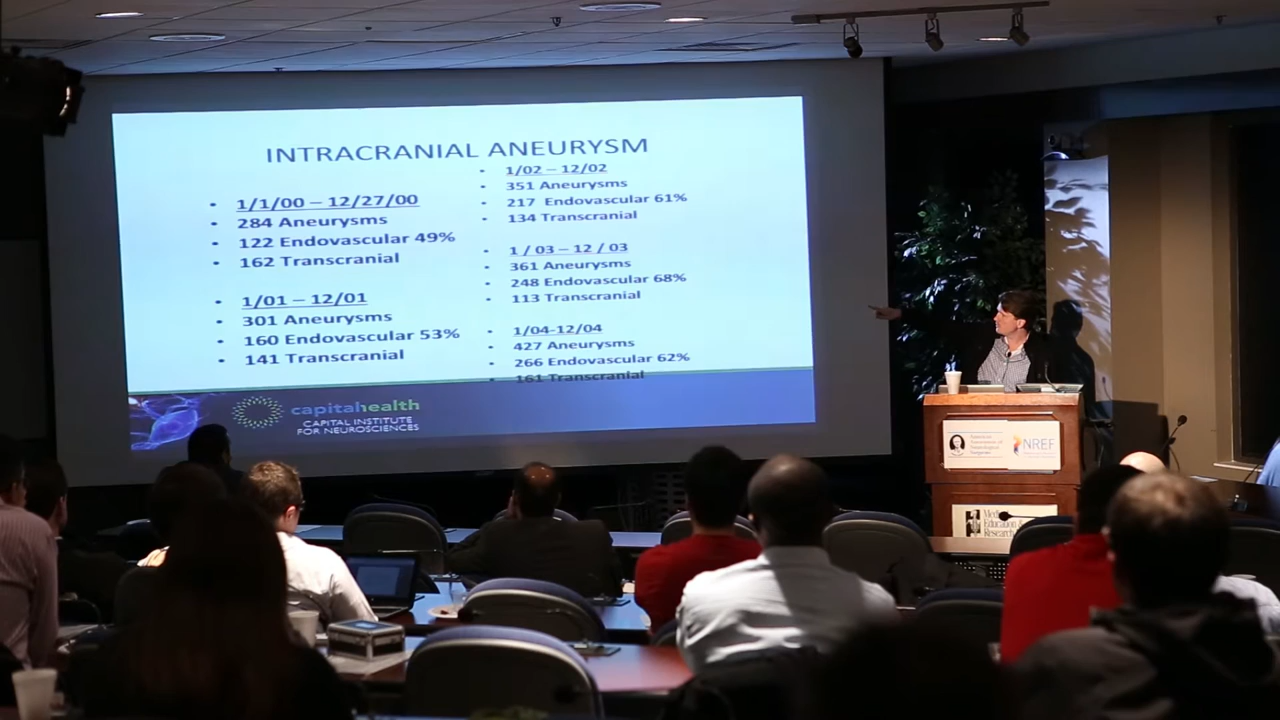 INTRACRANIAL ANEURYSM
1/1/00 – 12/27/00
284 Aneurysms
122 Endovascular 49%
162 Transcranial
1/01 – 12/01
301 Aneurysms
160 Endovascular 53%
141 Transcranial
1/02 – 12/02
351 Aneurysms
217 Endovascular 61%
134 Transcranial
1 / 03 – 12 / 03
361 Aneurysms
248 Endovascular 68%
113 Transcranial
1/04-12/04
427 Aneurysms
266 Endovascular 62%
161 Transcranial
capitalhealth
CAPITAL INSTITUTE
FOR NEUROSCIENCES
NREF
Education
Research